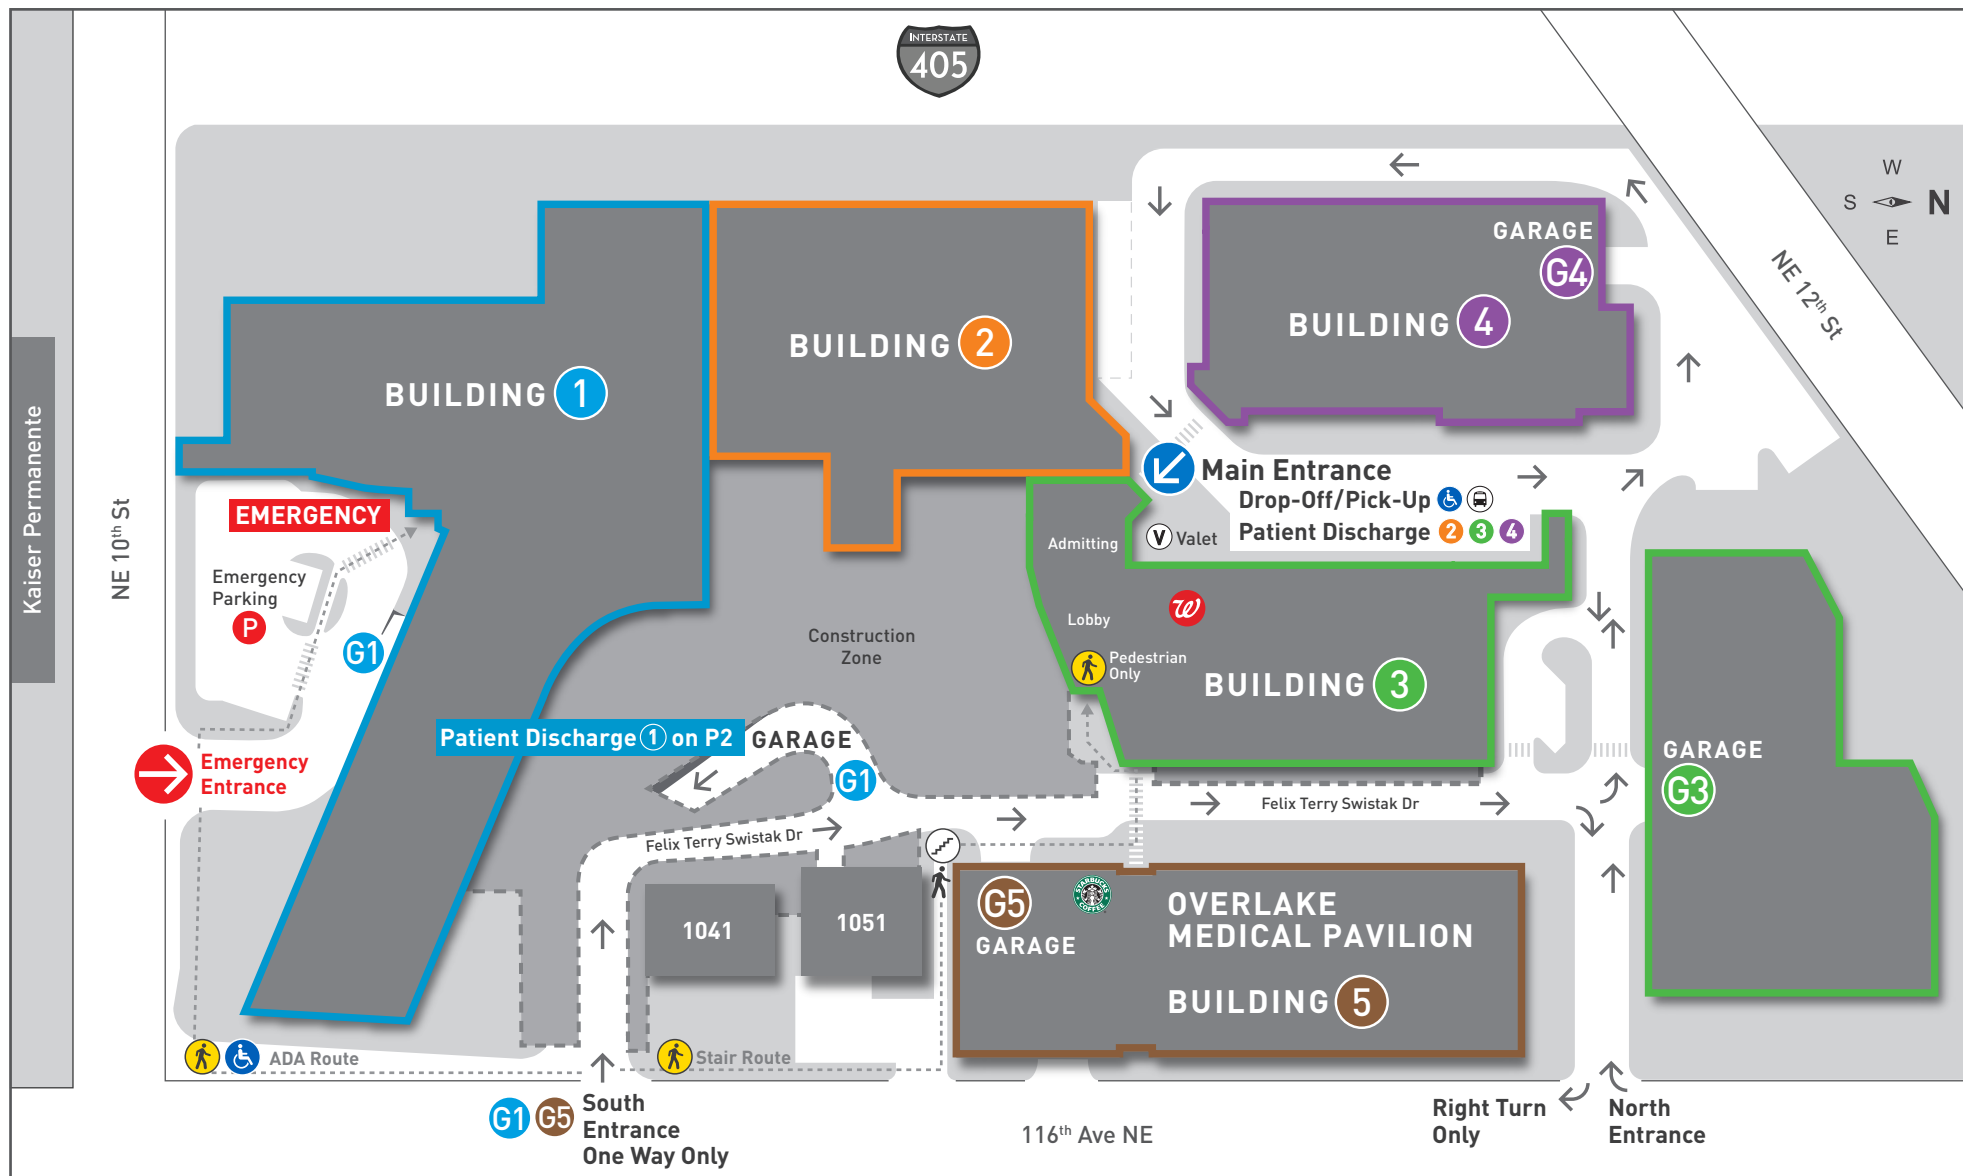 INTERSTATE
405
W
S
N
E
NE 12th St
GARAGE
G4
BUILDING 4
BUILDING 2
BUILDING 1
Kaiser Permanente
NE 10th St
EMERGENCY
Emergency
Parking
P
G1
Main Entrance
Drop-Off/Pick-Up
Patient Discharge 2 3 4
V Valet
Admitting
Lobby
W
Pedestrian
Only
BUILDING 3
Construction
Zone
Patient Discharge 1 on P2
GARAGE
G1
Emergency
Entrance
GARAGE
G3
Felix Terry Swistak Dr
Felix Terry Swistak Dr
1041
1051
G5
GARAGE
STARBUCKS
COFFEE
OVERLAKE
MEDICAL PAVILION
BUILDING 5
ADA Route
Stair Route
G1 G5 South
Entrance
One Way Only
116th Ave NE
Right Turn
Only
North
Entrance